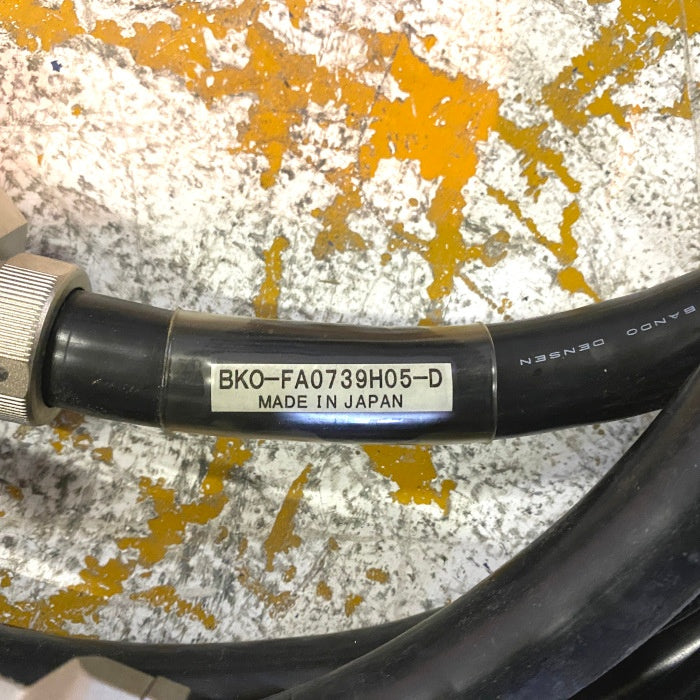 BKO-FA0739H05-D
MADE IN JAPAN
BANDO DENSEN